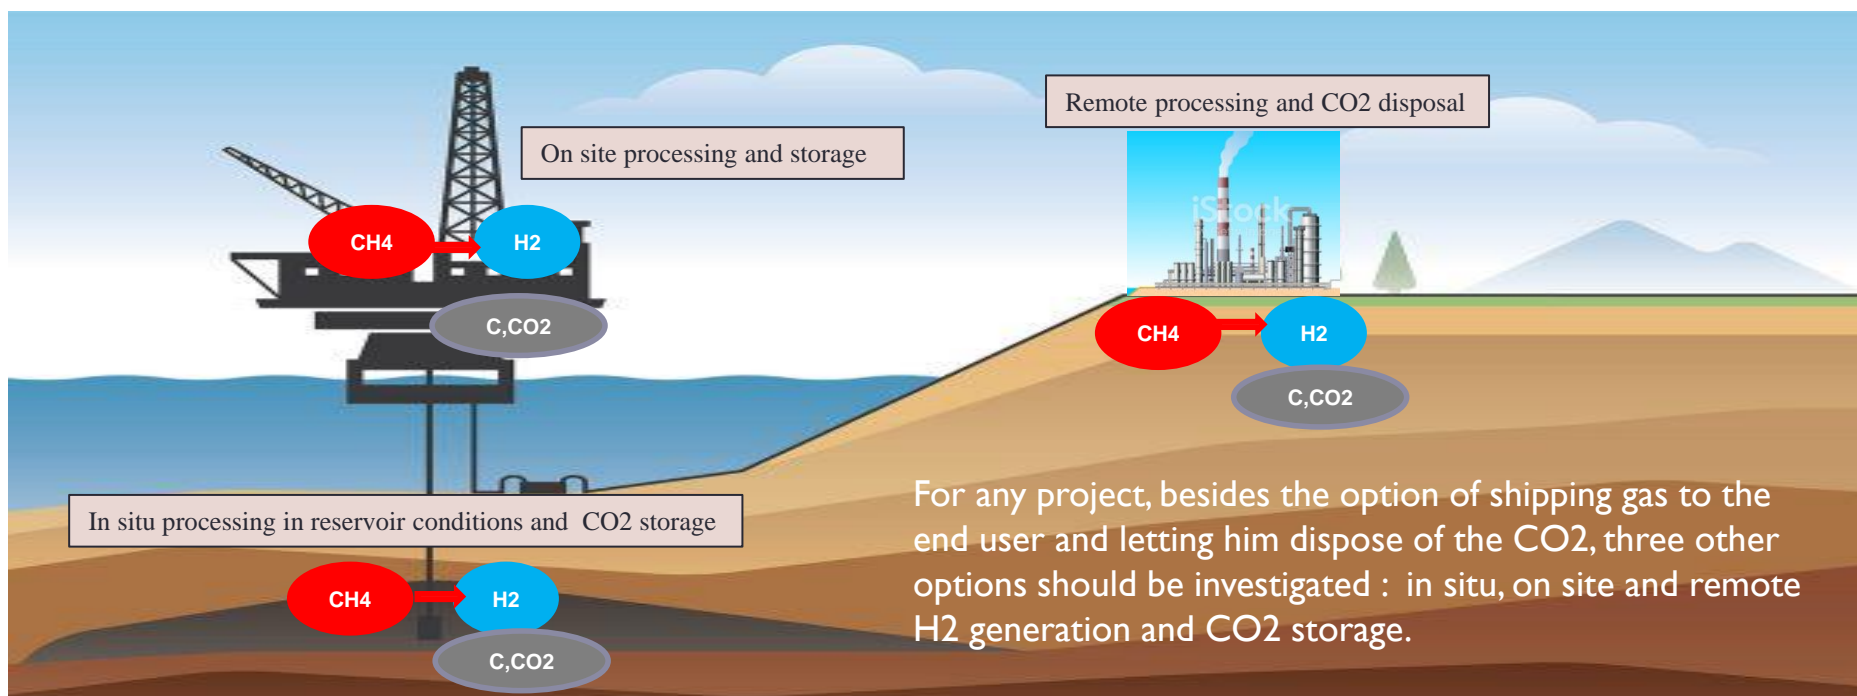 Remote processing and CO2 disposal
On site processing and storage
iStock
CH4
H2
C,CO2
CH4
H2
C,CO2
In situ processing in reservoir conditions and  CO2 storage
CH4
H2
C,CO2
For any project, besides the option of shipping gas to the
end user and letting him dispose of the CO2, three other
options should be investigated :  in situ, on site and remote
H2 generation and CO2 storage.